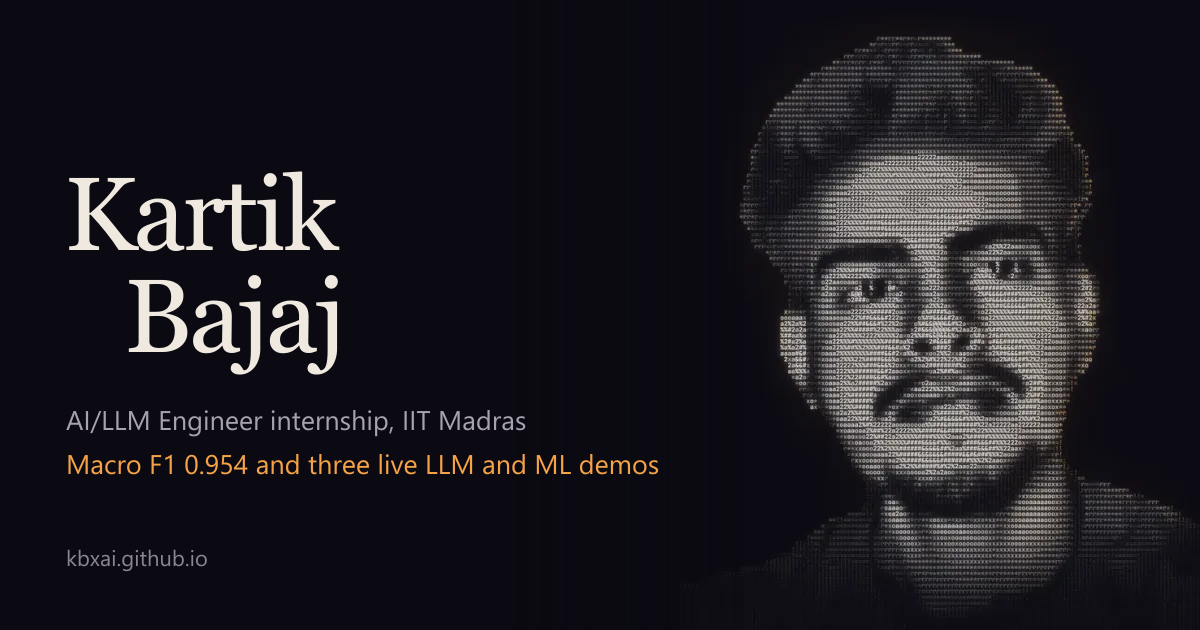 Kartik
Bajaj
AI/LLM Engineer internship, IIT Madras
Macro F1 0.954 and three live LLM and ML demos
kbxai.github.io